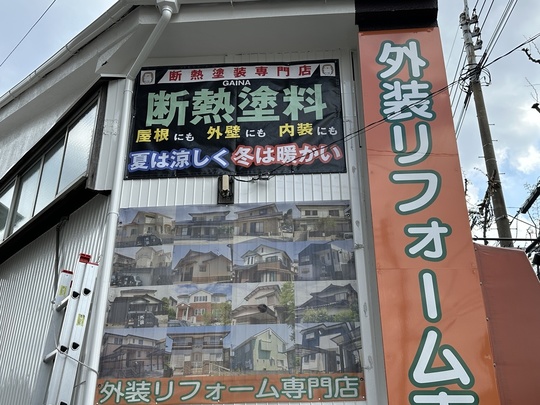 断熱塗装専門店
GAINA
断熱塗料
屋根にも 外壁にも 内装にも
夏は涼しく冬は暖かい
外装リフォーム専門店
外装リフォーム専